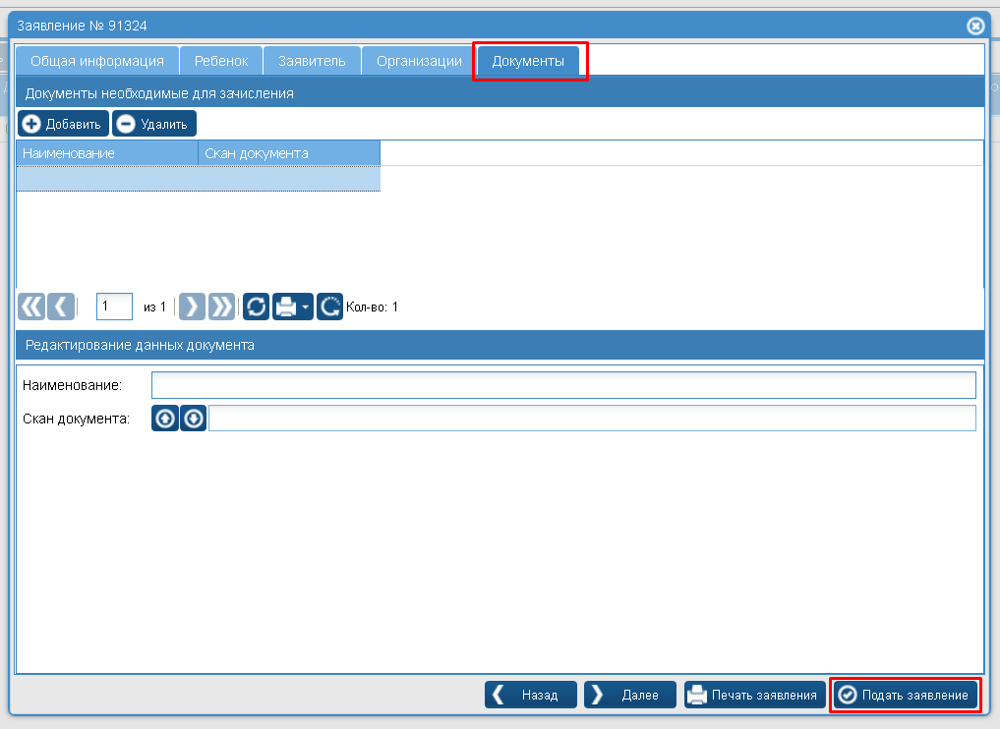 Заявление № 91324
Общая информация Ребенок Заявитель Организации Документы
Документы необходимые для зачисления
Добавить Удалить
Наименование Скан документа
1 из 1 Кол-во: 1
Редактирование данных документа
Наименование:
Скан документа:
Назад Далее Печать заявления Подать заявление